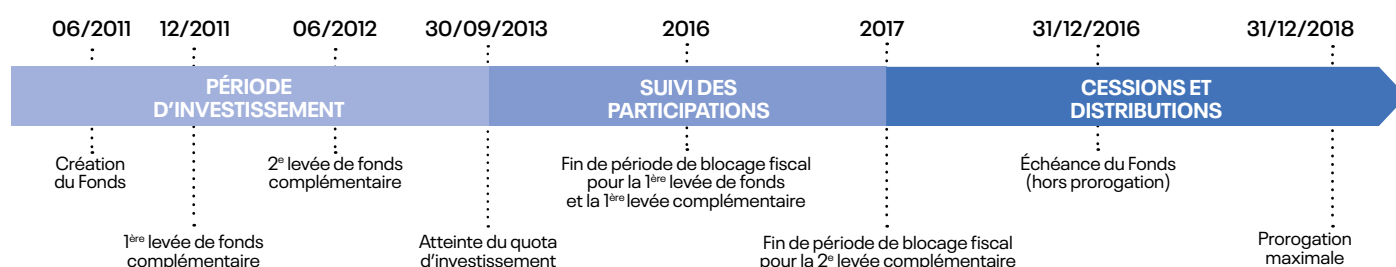 06/2011 12/2011 06/2012 30/09/2013 2016 2017 31/12/2016 31/12/2018
PÉRIODE
D’INVESTISSEMENT
SUIVI DES
PARTICIPATIONS
CESSIONS ET
DISTRIBUTIONS
Création
du Fonds
1ère levée de fonds
complémentaire
2e levée de fonds
complémentaire
Atteinte du quota
d’investissement
Fin de période de blocage fiscal
pour la 1ère levée de fonds
et la 1ère levée complémentaire
Fin de période de blocage fiscal
pour la 2e levée complémentaire
Échéance du Fonds
(hors prorogation)
Prorogation
maximale